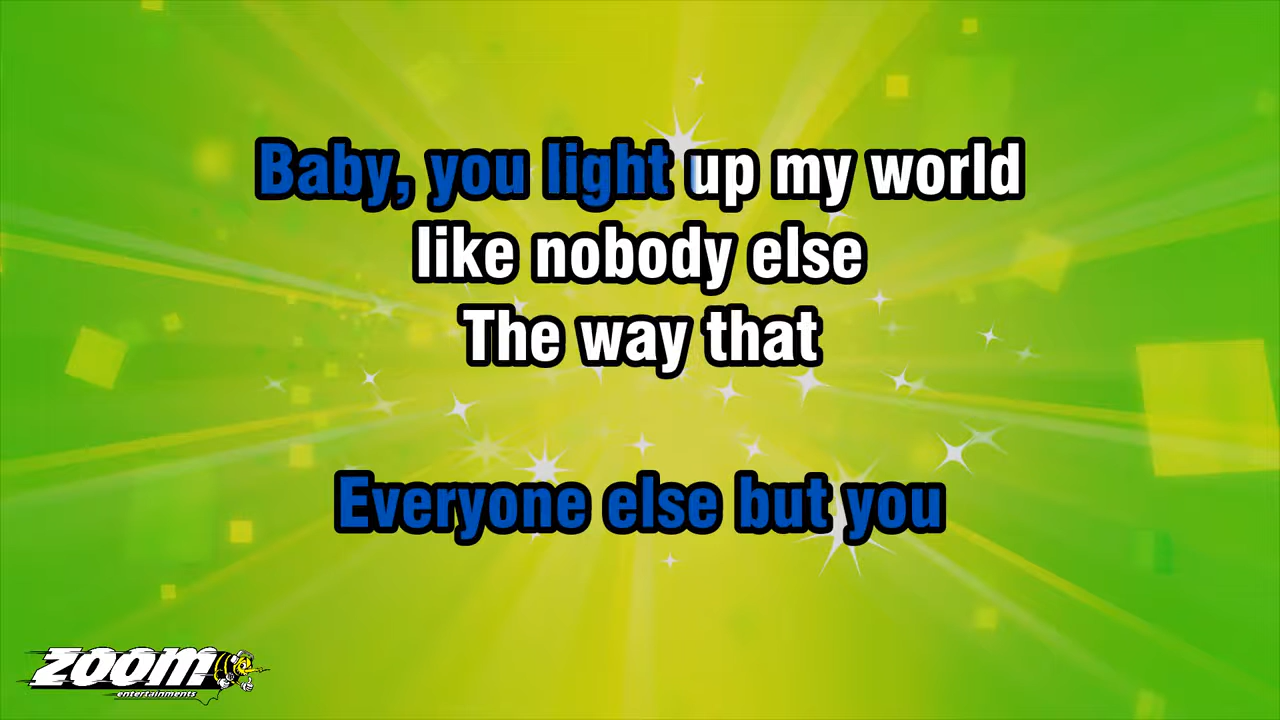 Baby, you light up my world
like nobody else
The way that
Everyone else but you
ZOOM
entertainments